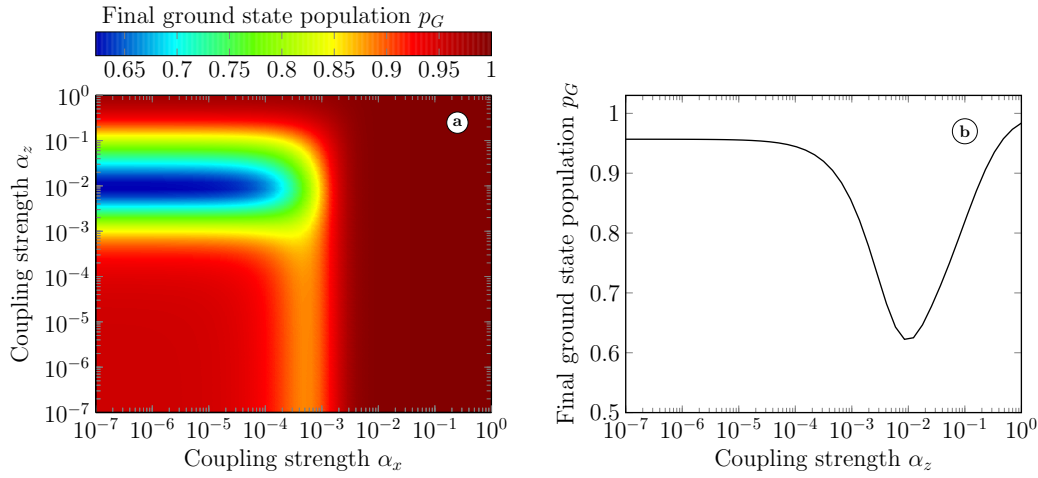 Final ground state population p_G
0.65 0.7 0.75 0.8 0.85 0.9 0.95 1
Coupling strength α_z
10^0
10^−1
10^−2
10^−3
10^−4
10^−5
10^−6
10^−7
a
10^−7 10^−6 10^−5 10^−4 10^−3 10^−2 10^−1 10^0
Coupling strength α_x
Final ground state population p_G
1
0.9
0.8
0.7
0.6
0.5
b
10^−7 10^−6 10^−5 10^−4 10^−3 10^−2 10^−1 10^0
Coupling strength α_z